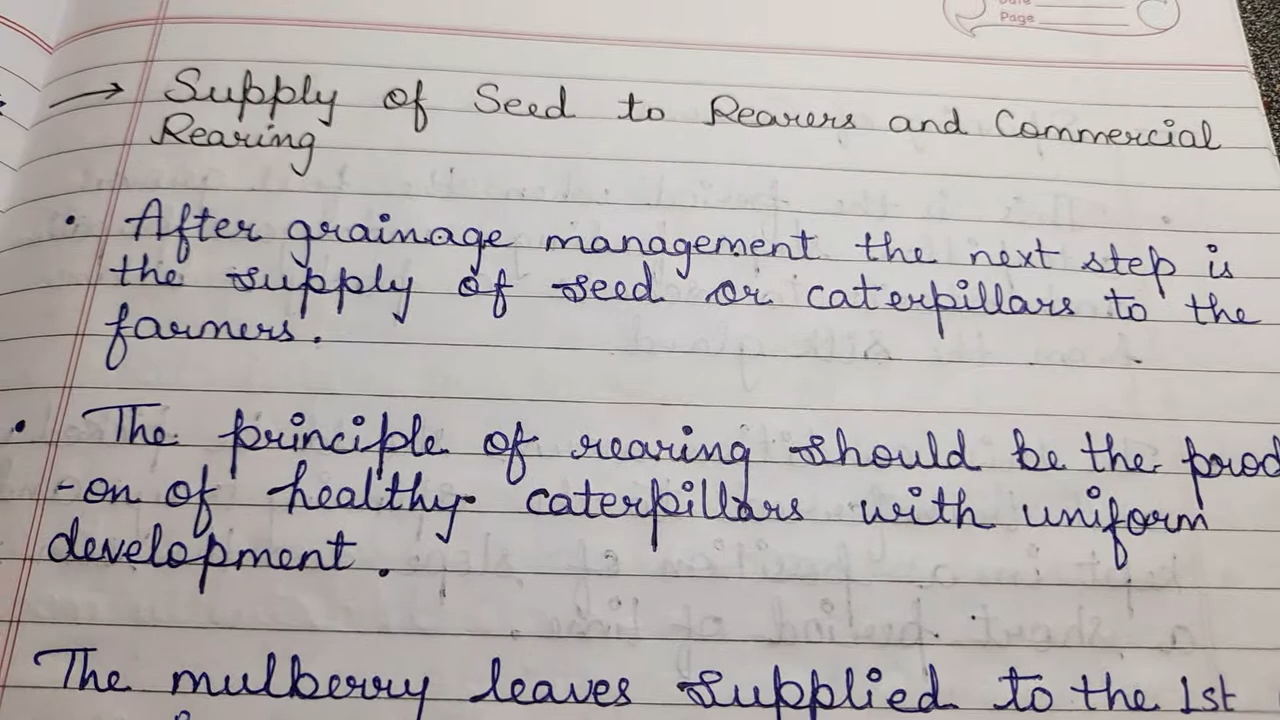 Page
→ Supply of Seed to Rearers and Commercial
Rearing
• After grainage management the next step is
the supply of seed or caterpillars to the
farmers.
• The principle of rearing should be the prod
-on of healthy caterpillars with uniform
development.
The mulberry leaves supplied to the 1st